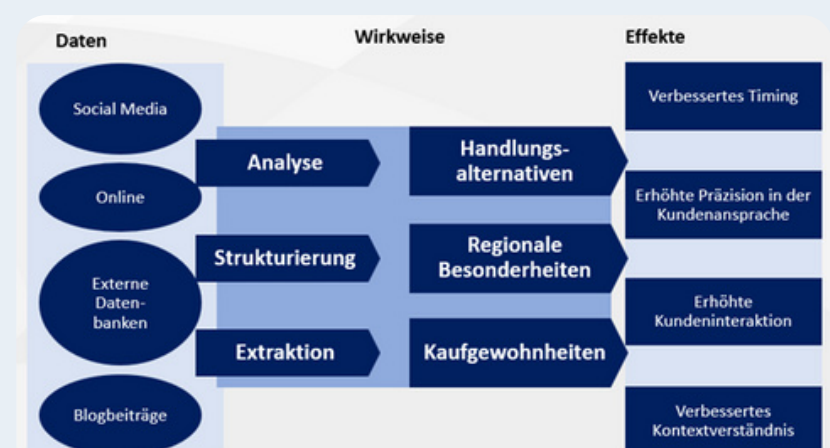 Daten
Wirkweise
Effekte
Social Media
Online
Externe
Daten-
banken
Blogbeiträge
Analyse
Strukturierung
Extraktion
Handlungs-
alternativen
Regionale
Besonderheiten
Kaufgewohnheiten
Verbessertes Timing
Erhöhte Präzision in der
Kundenansprache
Erhöhte
Kundeninteraktion
Verbessertes
Kontextverständnis